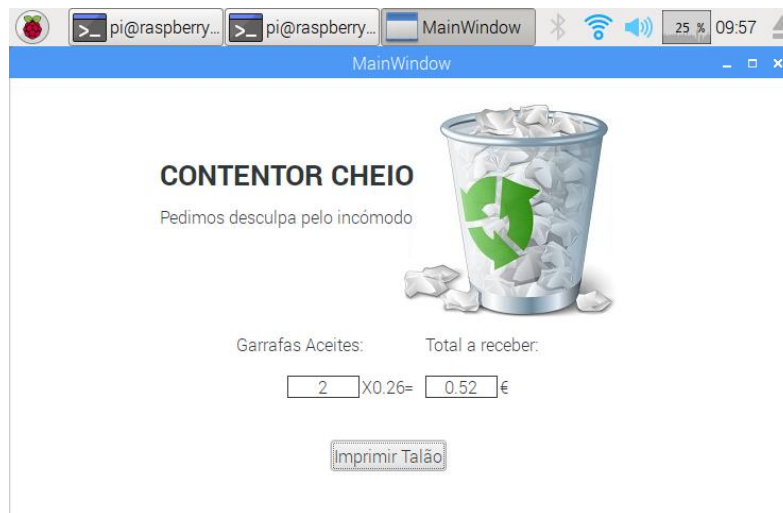 pi@raspberry... pi@raspberry... MainWindow 25 % 09:57
MainWindow
CONTENTOR CHEIO
Pedimos desculpa pelo incómodo
Garrafas Aceites: Total a receber:
2 X0.26= 0.52 €
Imprimir Talão